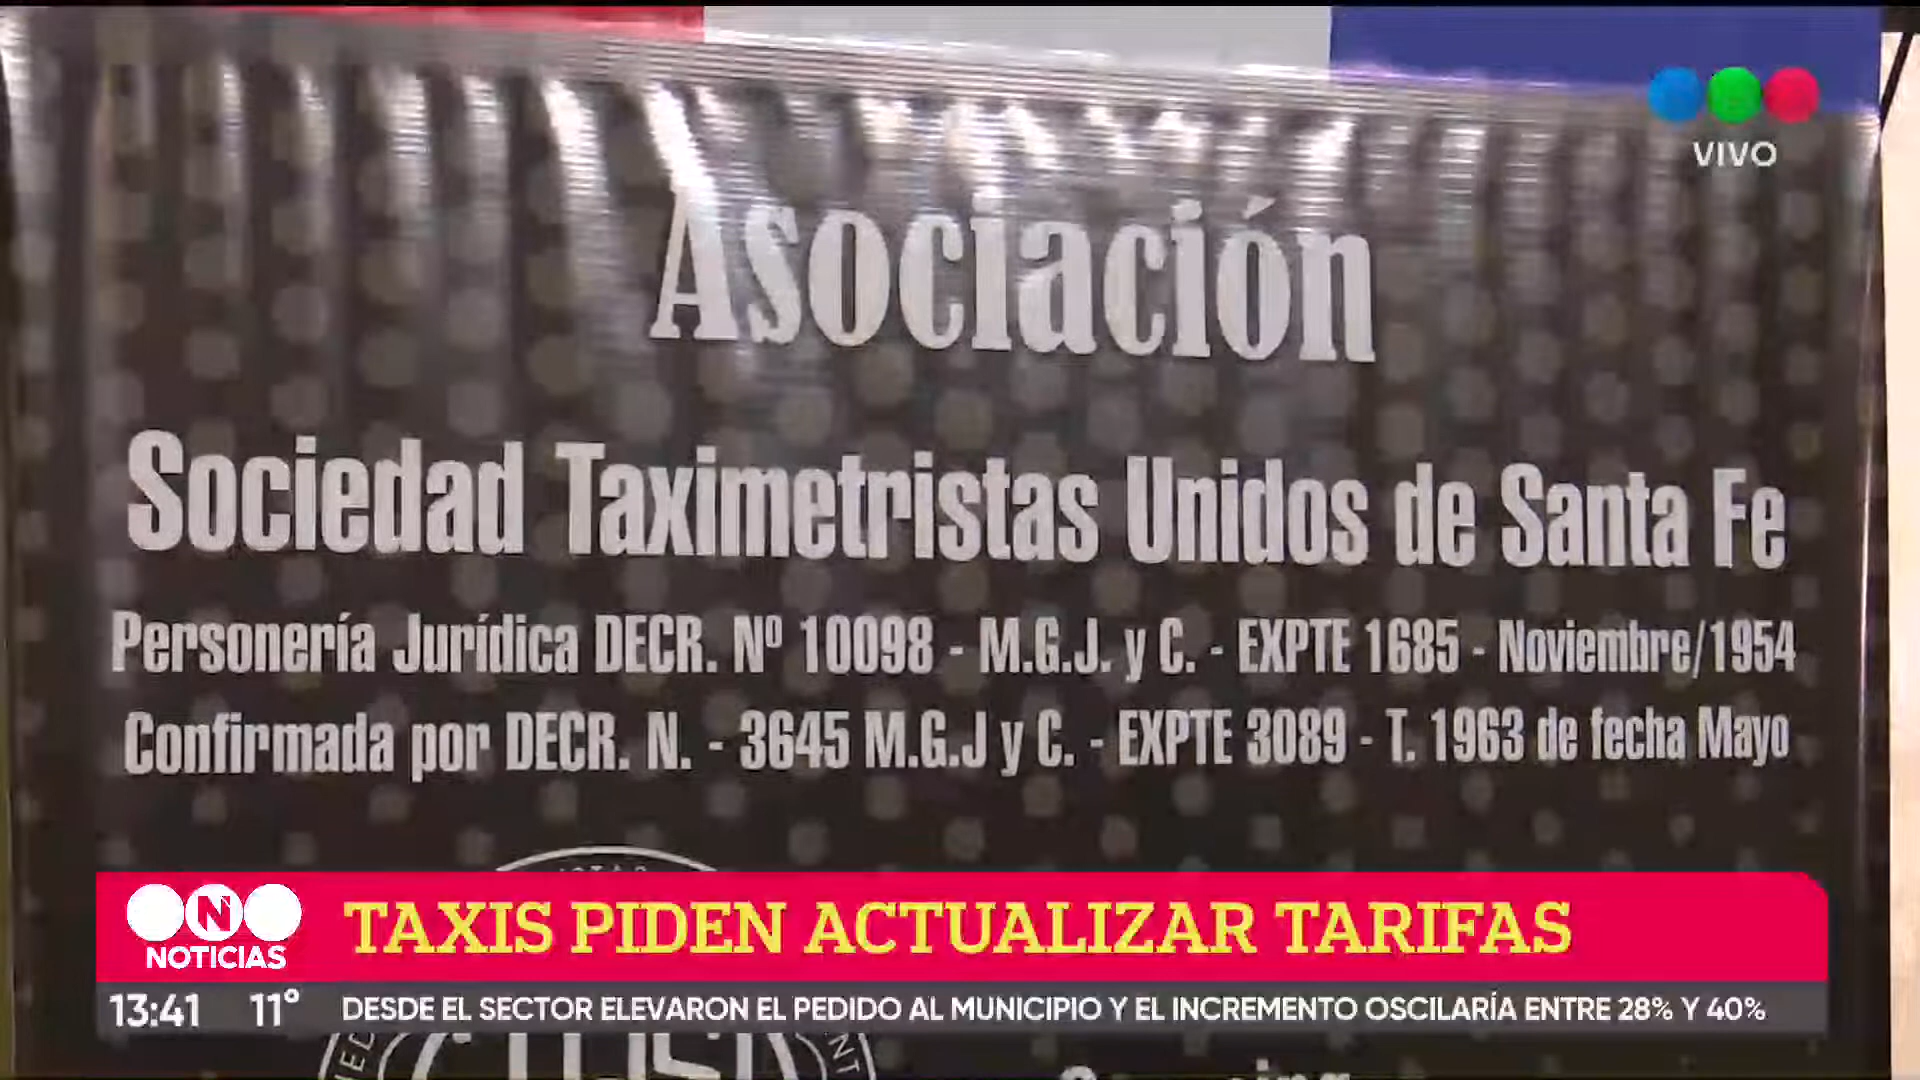 VIVO
Asociación
Sociedad Taximetristas Unidos de Santa Fe
Personería Jurídica DECR. Nº 10098 - M.G.J. y C. - EXPTE 1685 - Noviembre/1954
Confirmada por DECR. N. - 3645 M.G.J y C. - EXPTE 3089 - T. 1963 de fecha Mayo
N
NOTICIAS
TAXIS PIDEN ACTUALIZAR TARIFAS
13:41 11° DESDE EL SECTOR ELEVARON EL PEDIDO AL MUNICIPIO Y EL INCREMENTO OSCILARÍA ENTRE 28% Y 40%